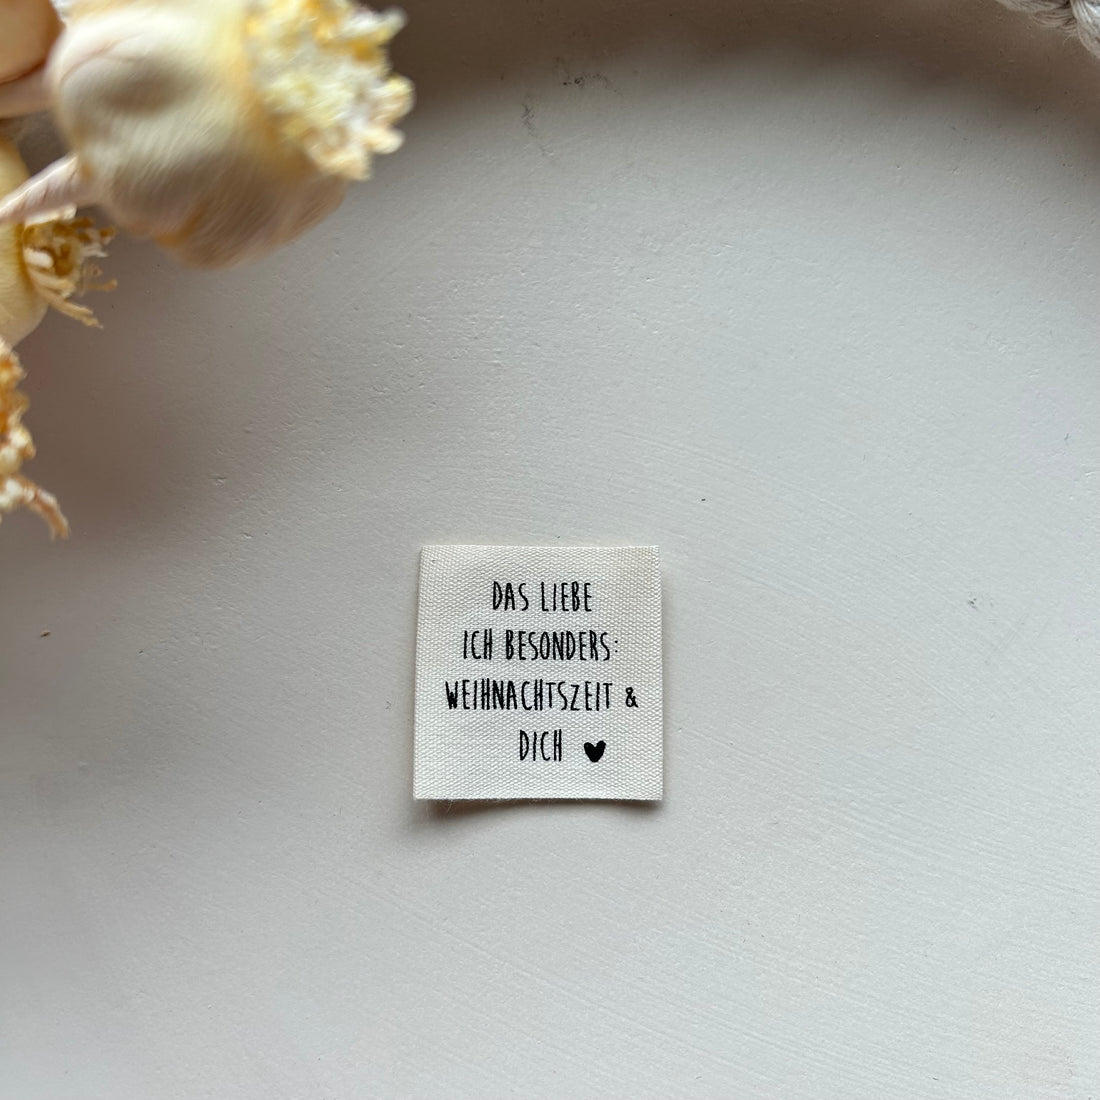 DAS LIEBE
ICH BESONDERS:
WEIHNACHTSZEIT &
DICH ♥